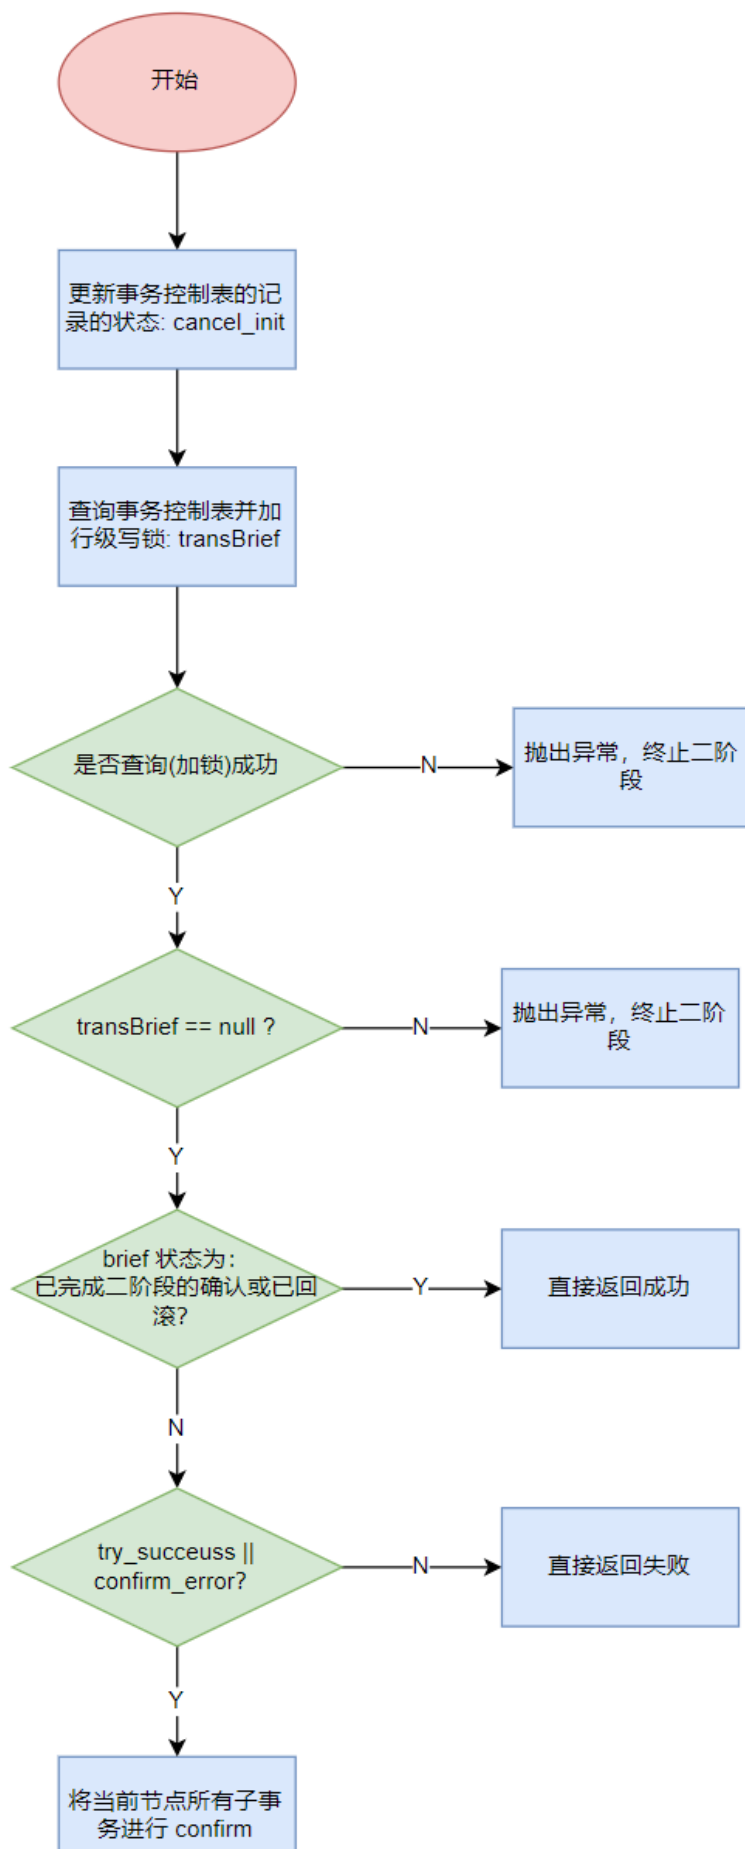 开始
更新事务控制表的记
录的状态: cancel_init
查询事务控制表并加
行级写锁: transBrief
是否查询(加锁)成功
N
抛出异常，终止二阶
段
Y
transBrief == null ?
N
抛出异常，终止二阶
段
Y
brief 状态为：
已完成二阶段的确认或已回
滚?
Y
直接返回成功
N
try_succeuss ||
confirm_error?
N
直接返回失败
Y
将当前节点所有子事
务进行 confirm